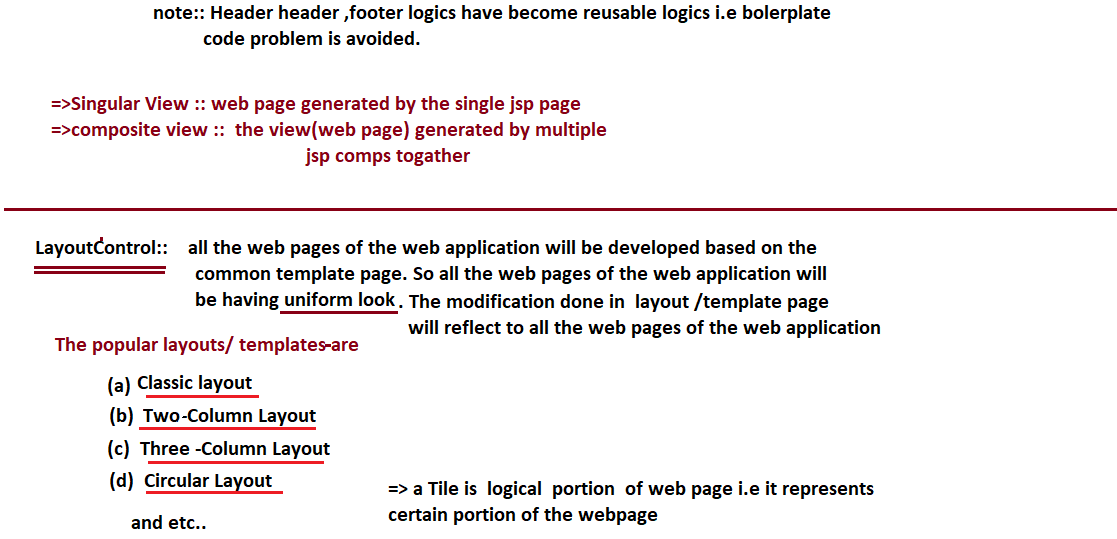 note:: Header header ,footer logics have become reusable logics i.e bolerplate
code problem is avoided.
=>Singular View :: web page generated by the single jsp page
=>composite view :: the view(web page) generated by multiple
jsp comps togather
LayoutControl:: all the web pages of the web application will be developed based on the
common template page. So all the web pages of the web application will
be having uniform look . The modification done in layout /template page
will reflect to all the web pages of the web application
The popular layouts/ templates-are
(a) Classic layout
(b) Two-Column Layout
(c) Three -Column Layout
(d) Circular Layout
=> a Tile is logical portion of web page i.e it represents
certain portion of the webpage
and etc..